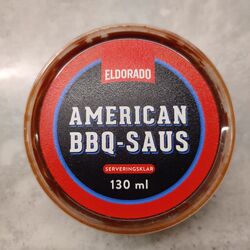 ELDORADO
AMERICAN
BBQ-SAUS
SERVERINGSKLAR
130 ml